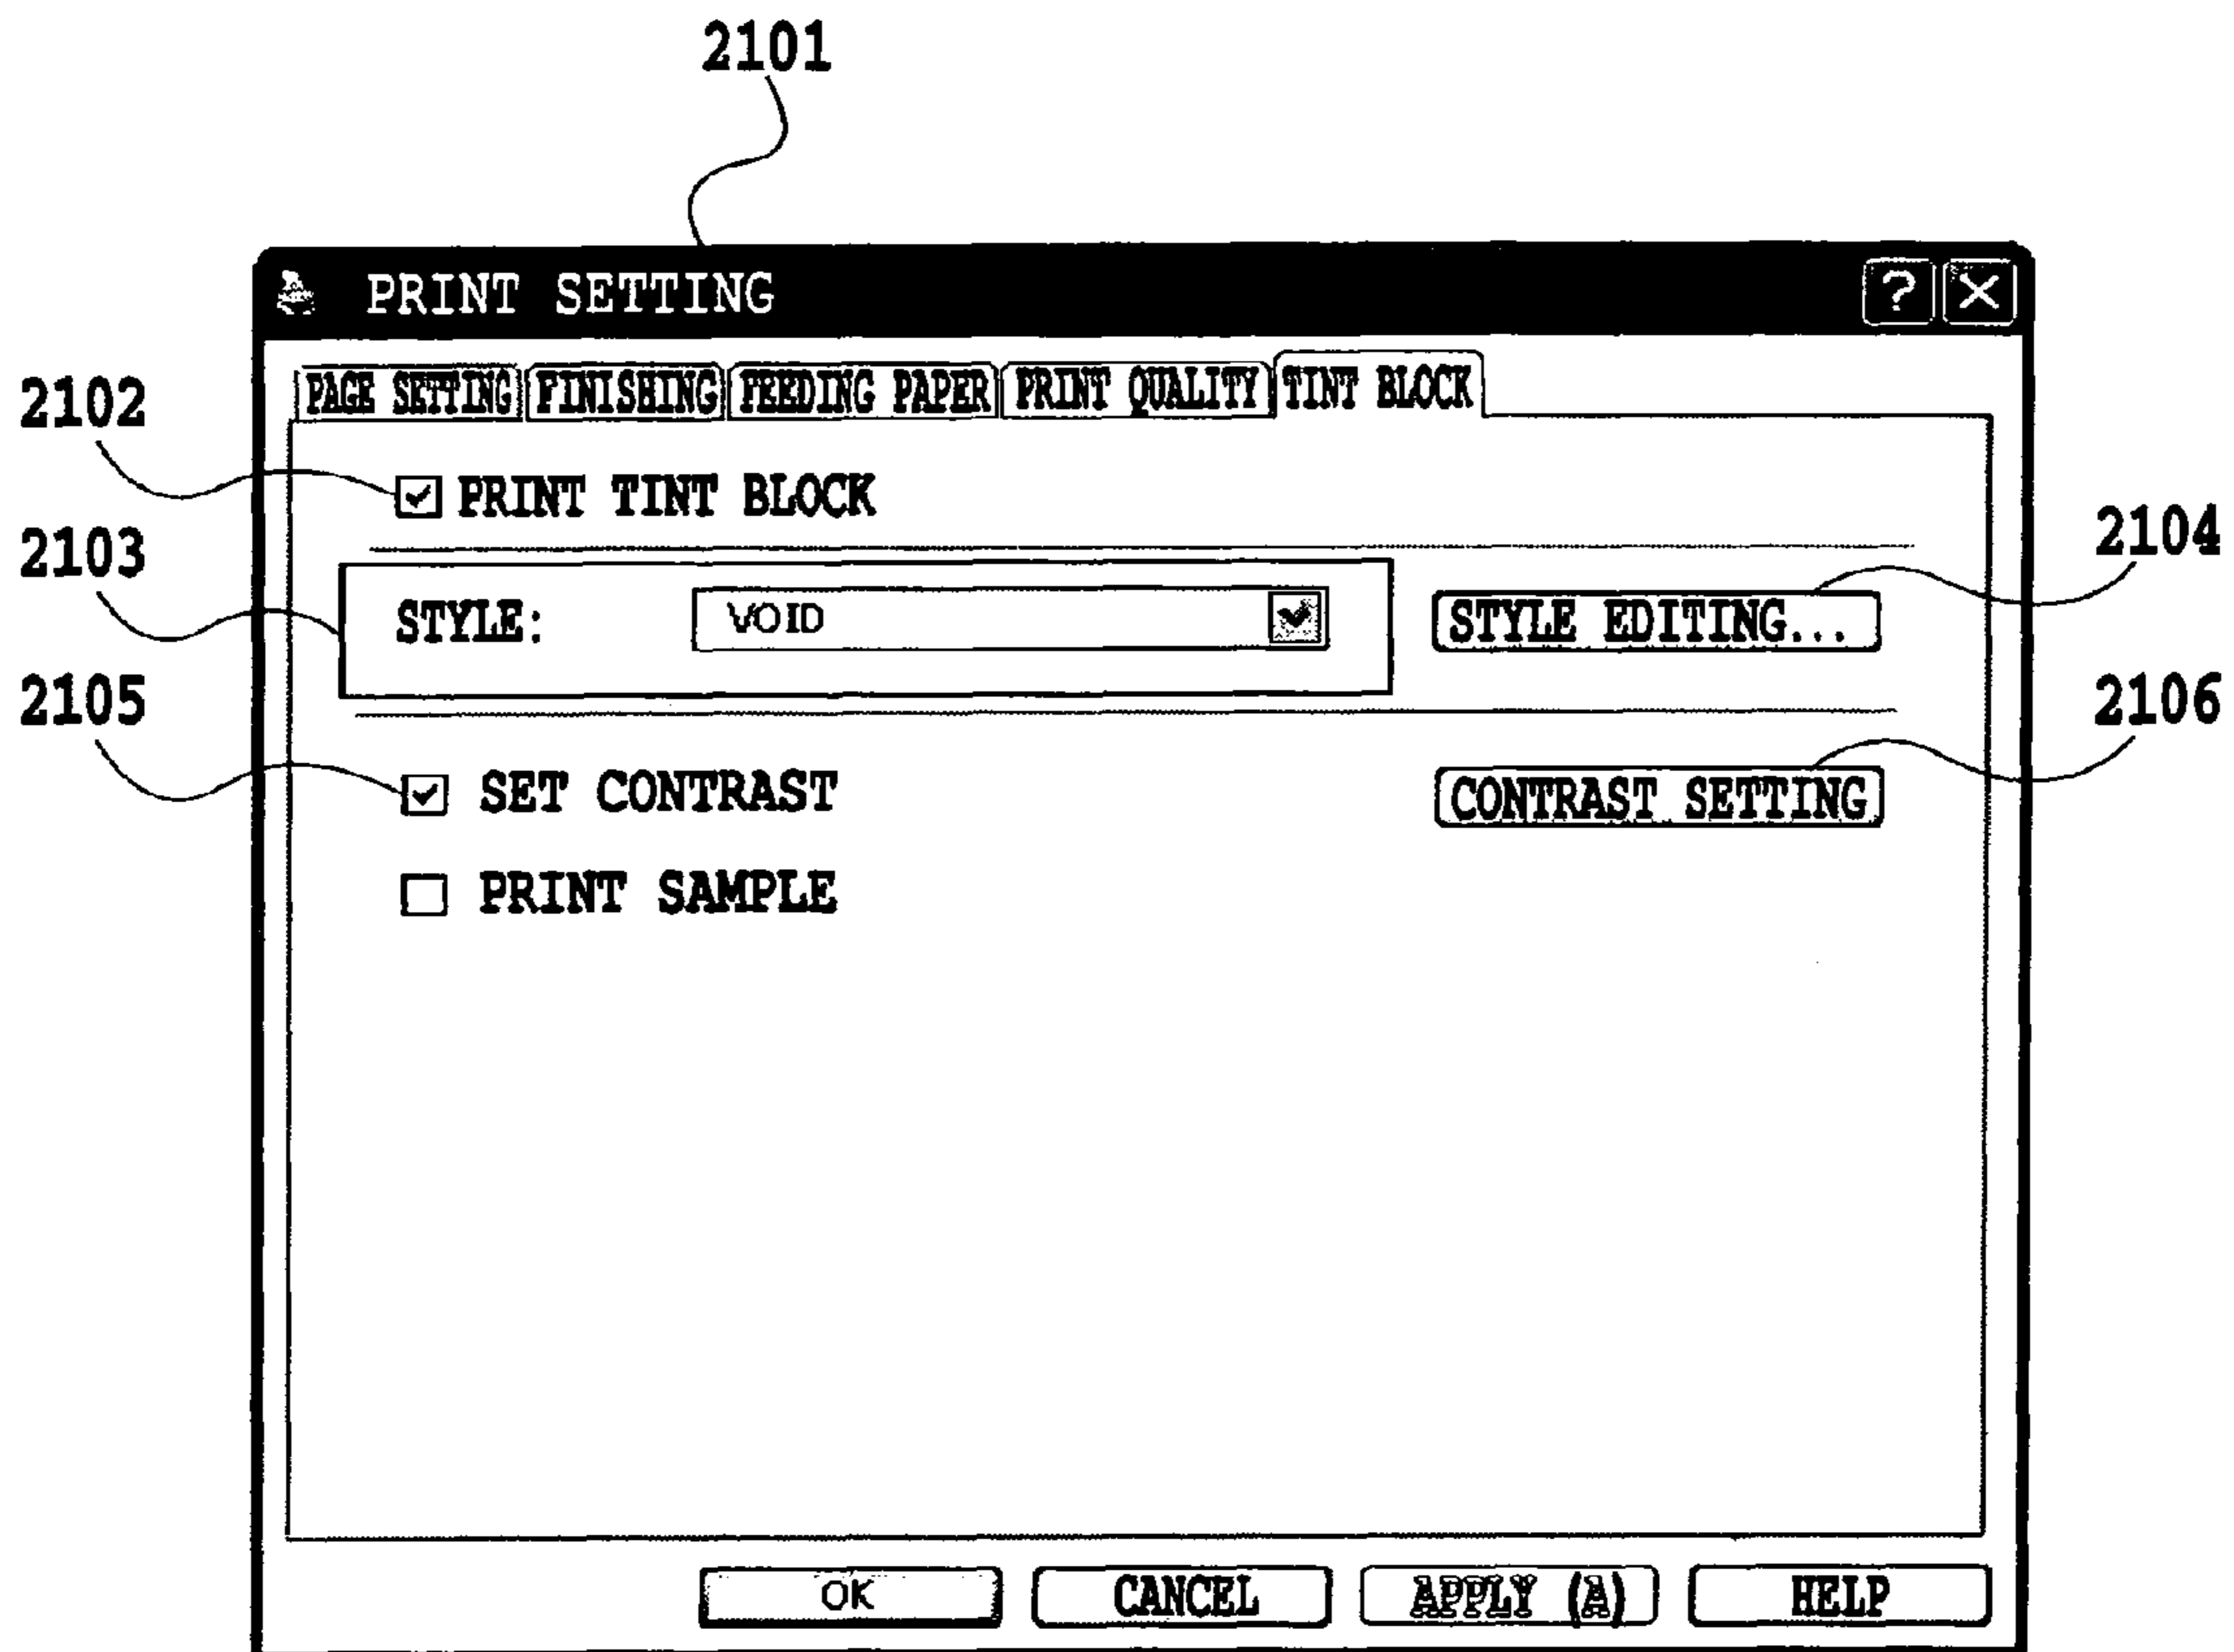 2101
PRINT SETTING ? X
PAGE SETTING FINISHING FEEDING PAPER PRINT QUALITY TINT BLOCK
2102
PRINT TINT BLOCK
2103
2104
STYLE: VOID STYLE EDITING...
2105
2106
SET CONTRAST CONTRAST SETTING
PRINT SAMPLE
OK CANCEL APPLY (A) HELP